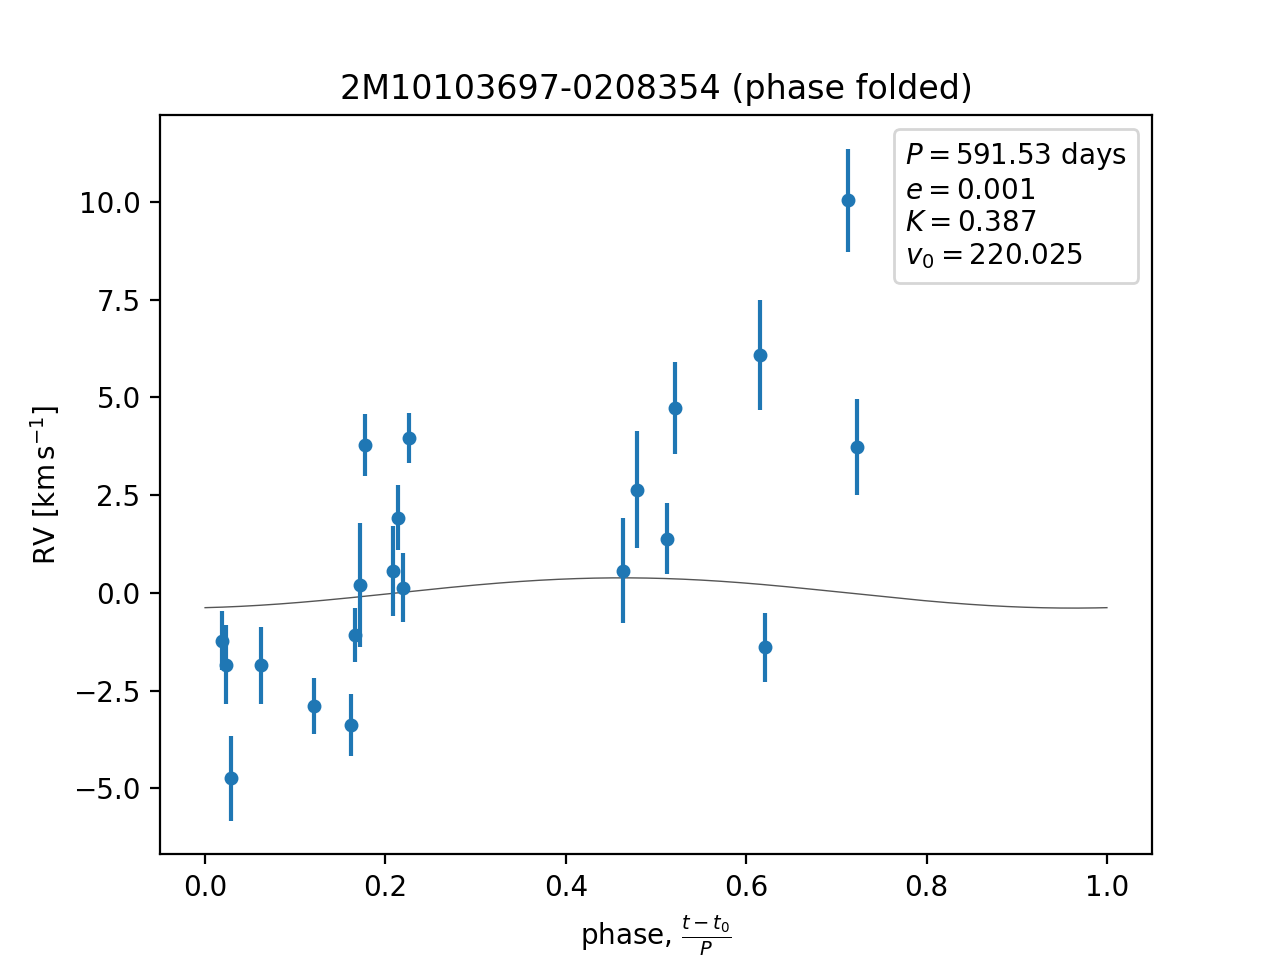 2M10103697-0208354 (phase folded)
P = 591.53 days
e = 0.001
K = 0.387
v₀ = 220.025
RV [km s⁻¹]
10.0
7.5
5.0
2.5
0.0
−2.5
−5.0
0.0 0.2 0.4 0.6 0.8 1.0
phase, (t − t₀)/P